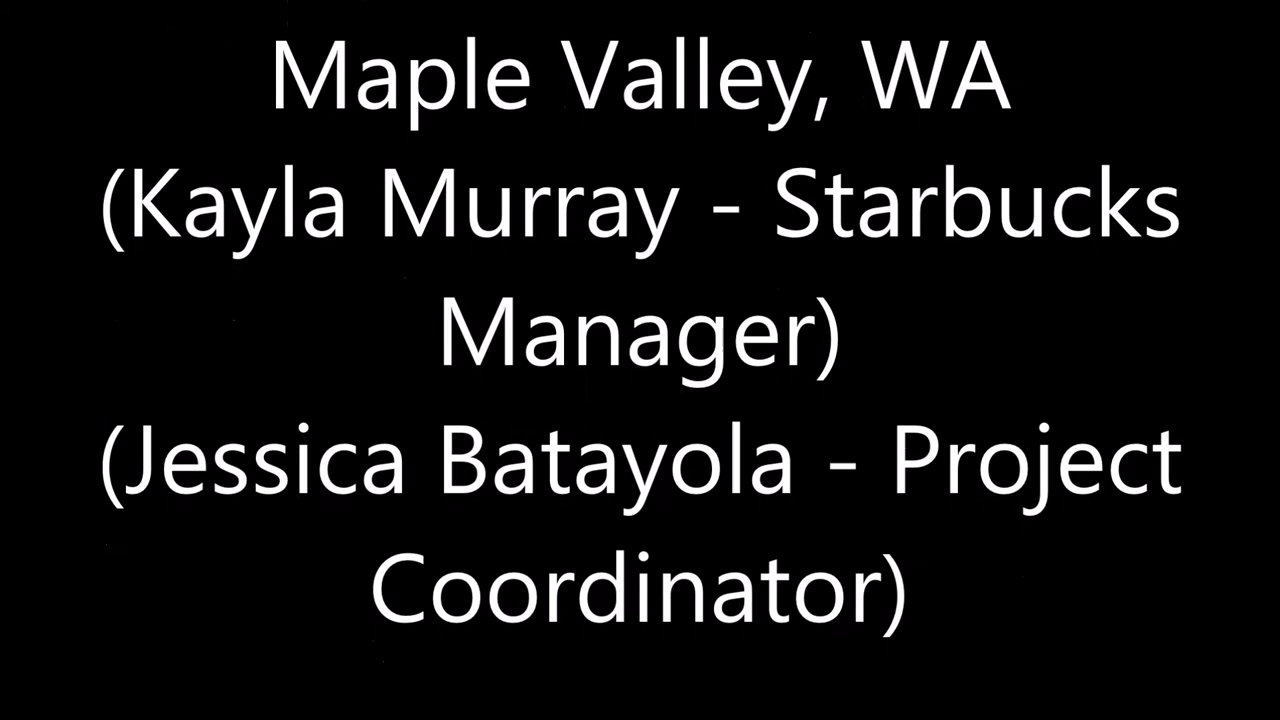 Maple Valley, WA
(Kayla Murray - Starbucks
Manager)
(Jessica Batayola - Project
Coordinator)